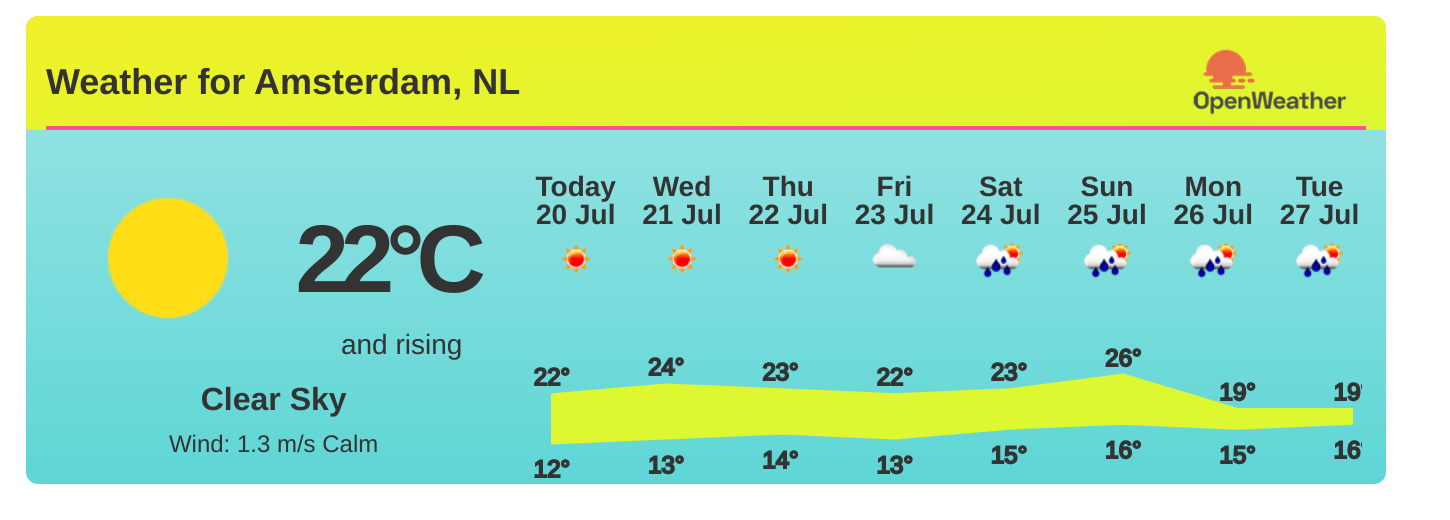 Weather for Amsterdam, NL
OpenWeather
22°C
and rising
Clear Sky
Wind: 1.3 m/s Calm
Today Wed Thu Fri Sat Sun Mon Tue
20 Jul 21 Jul 22 Jul 23 Jul 24 Jul 25 Jul 26 Jul 27 Jul
22° 24° 23° 22° 23° 26° 19° 19°
12° 13° 14° 13° 15° 16° 15° 16°